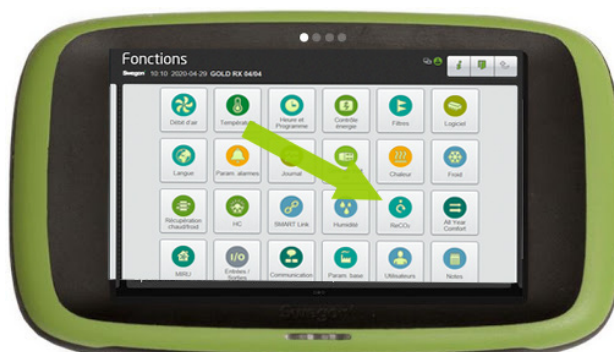 Fonctions
Swegon 10:10 2020-04-29 GOLD RX 04/04
Débit d'air
Température
Heure et Programme
Contrôle énergie
Filtres
Logiciel
Langue
Param. alarmes
Journal
Chaleur
Froid
Récupération chaud/froid
HC
SMART Link
Humidité
ReCO₂
All Year Comfort
MIRU
I/O
Entrées / Sorties
Communication
Param. base
Utilisateurs
Notes
Swegon